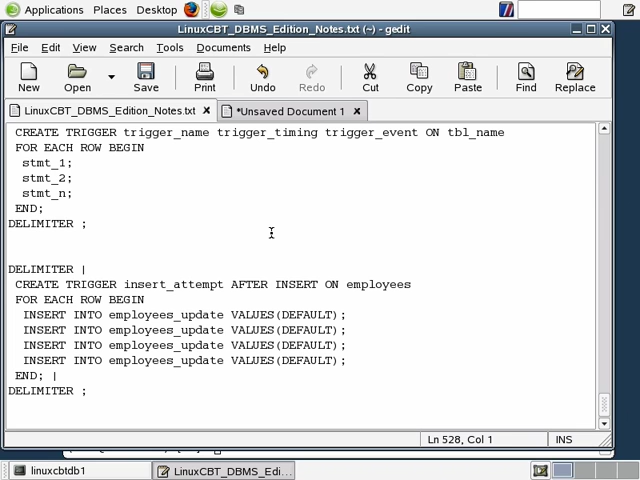 Applications Places Desktop
LinuxCBT_DBMS_Edition_Notes.txt (~) - gedit
File Edit View Search Tools Documents Help
New Open Save Print Undo Redo Cut Copy Paste Find Replace
LinuxCBT_DBMS_Edition_Notes.txt *Unsaved Document 1
CREATE TRIGGER trigger_name trigger_timing trigger_event ON tbl_name
FOR EACH ROW BEGIN
stmt_1;
stmt_2;
stmt_n;
END;
DELIMITER ;
DELIMITER |
CREATE TRIGGER insert_attempt AFTER INSERT ON employees
FOR EACH ROW BEGIN
INSERT INTO employees_update VALUES(DEFAULT);
INSERT INTO employees_update VALUES(DEFAULT);
INSERT INTO employees_update VALUES(DEFAULT);
INSERT INTO employees_update VALUES(DEFAULT);
END; |
DELIMITER ;
Ln 528, Col 1 INS
linuxcbtdb1 LinuxCBT_DBMS_Edi...